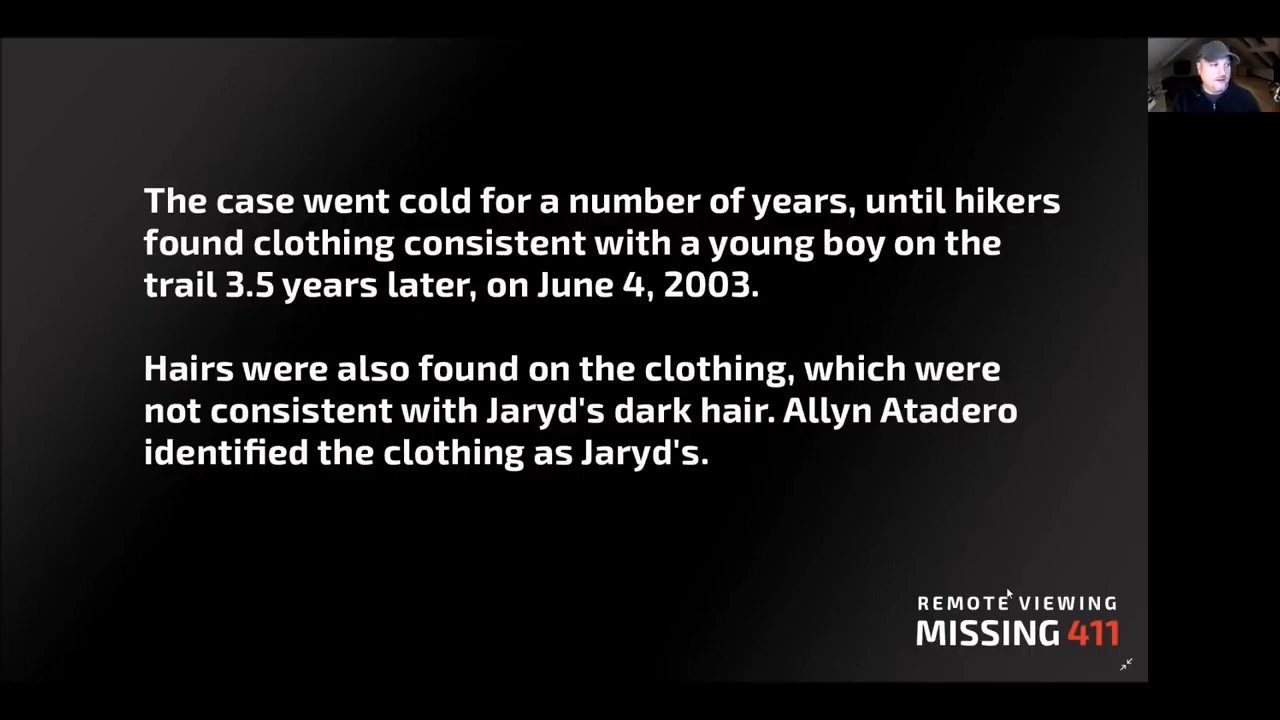 The case went cold for a number of years, until hikers
found clothing consistent with a young boy on the
trail 3.5 years later, on June 4, 2003.
Hairs were also found on the clothing, which were
not consistent with Jaryd's dark hair. Allyn Atadero
identified the clothing as Jaryd's.
REMOTE VIEWING
MISSING 411